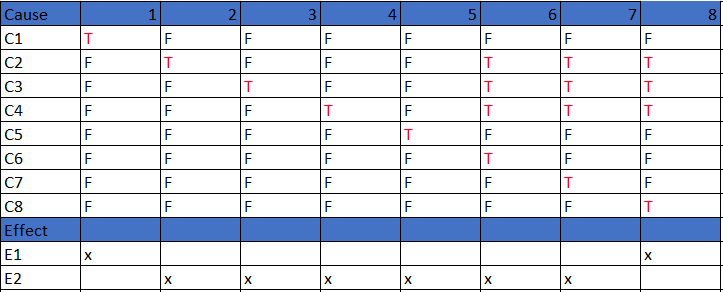 Cause 1 2 3 4 5 6 7 8
C1 T F F F F F F F
C2 F T F F F T T T
C3 F F T F F T T T
C4 F F F T F T T T
C5 F F F F T F F F
C6 F F F F F T F F
C7 F F F F F F T F
C8 F F F F F F F T
Effect
E1 x x
E2 x x x x x x